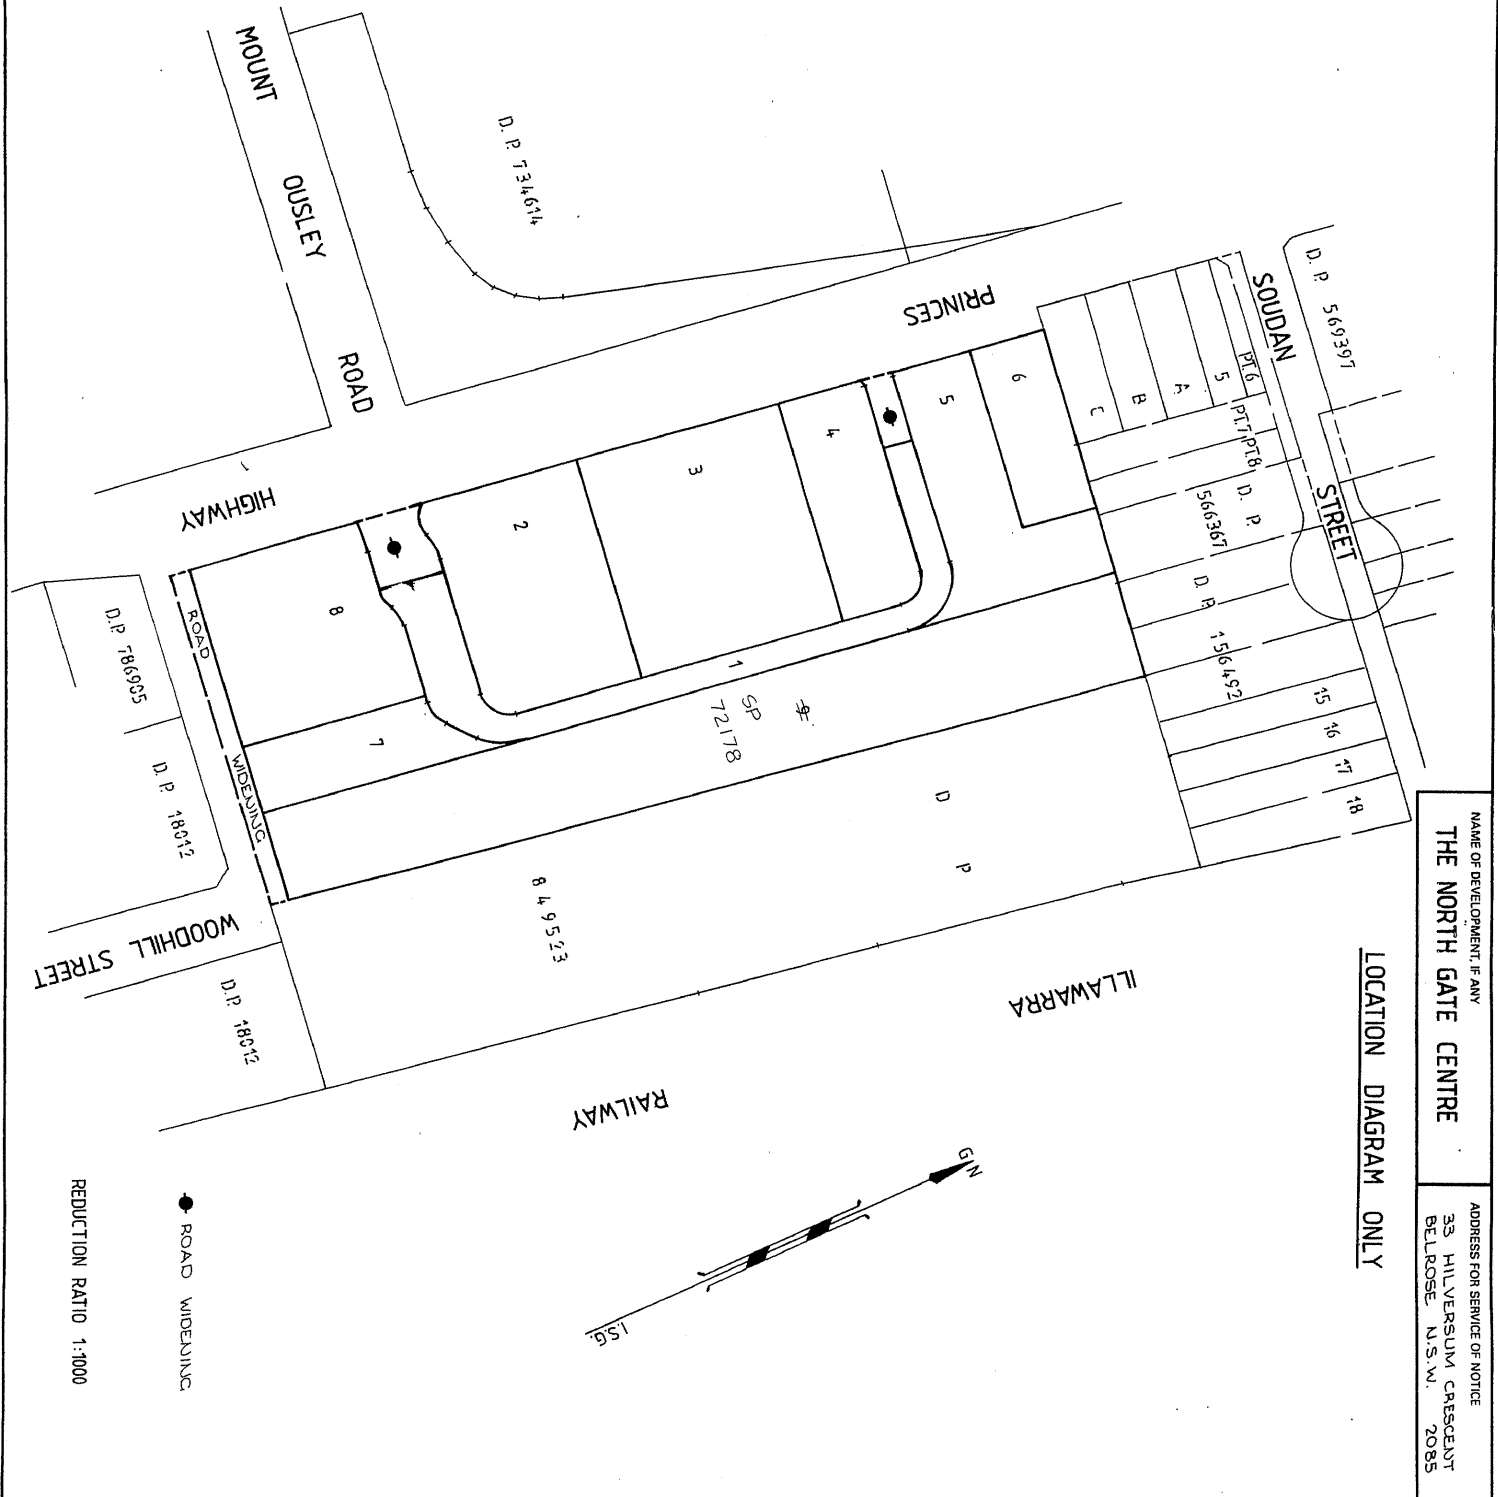 NAME OF DEVELOPMENT, IF ANY
THE NORTH GATE CENTRE
ADDRESS FOR SERVICE OF NOTICE
33 HILVERSUM CRESCENT
BELROSE N.S.W. 2085
LOCATION DIAGRAM ONLY
MOUNT OUSLEY ROAD
D.P. 734614
PRINCES HIGHWAY
1
SOUDAN STREET
D.P. 569397
PT.6
5
A
B
C
PT.7
PT.8
D.P.
566367
D.P. 156492
15
16
17
18
6
5
4
3
2
8
7
1
9
SP
72178
D P
849523
ROAD WIDENING
D.P. 786905
D.P. 18012
WOODHILL STREET
D.P. 18012
ILLAWARRA RAILWAY
GN
I.S.G.
ROAD WIDENING
REDUCTION RATIO 1:1000